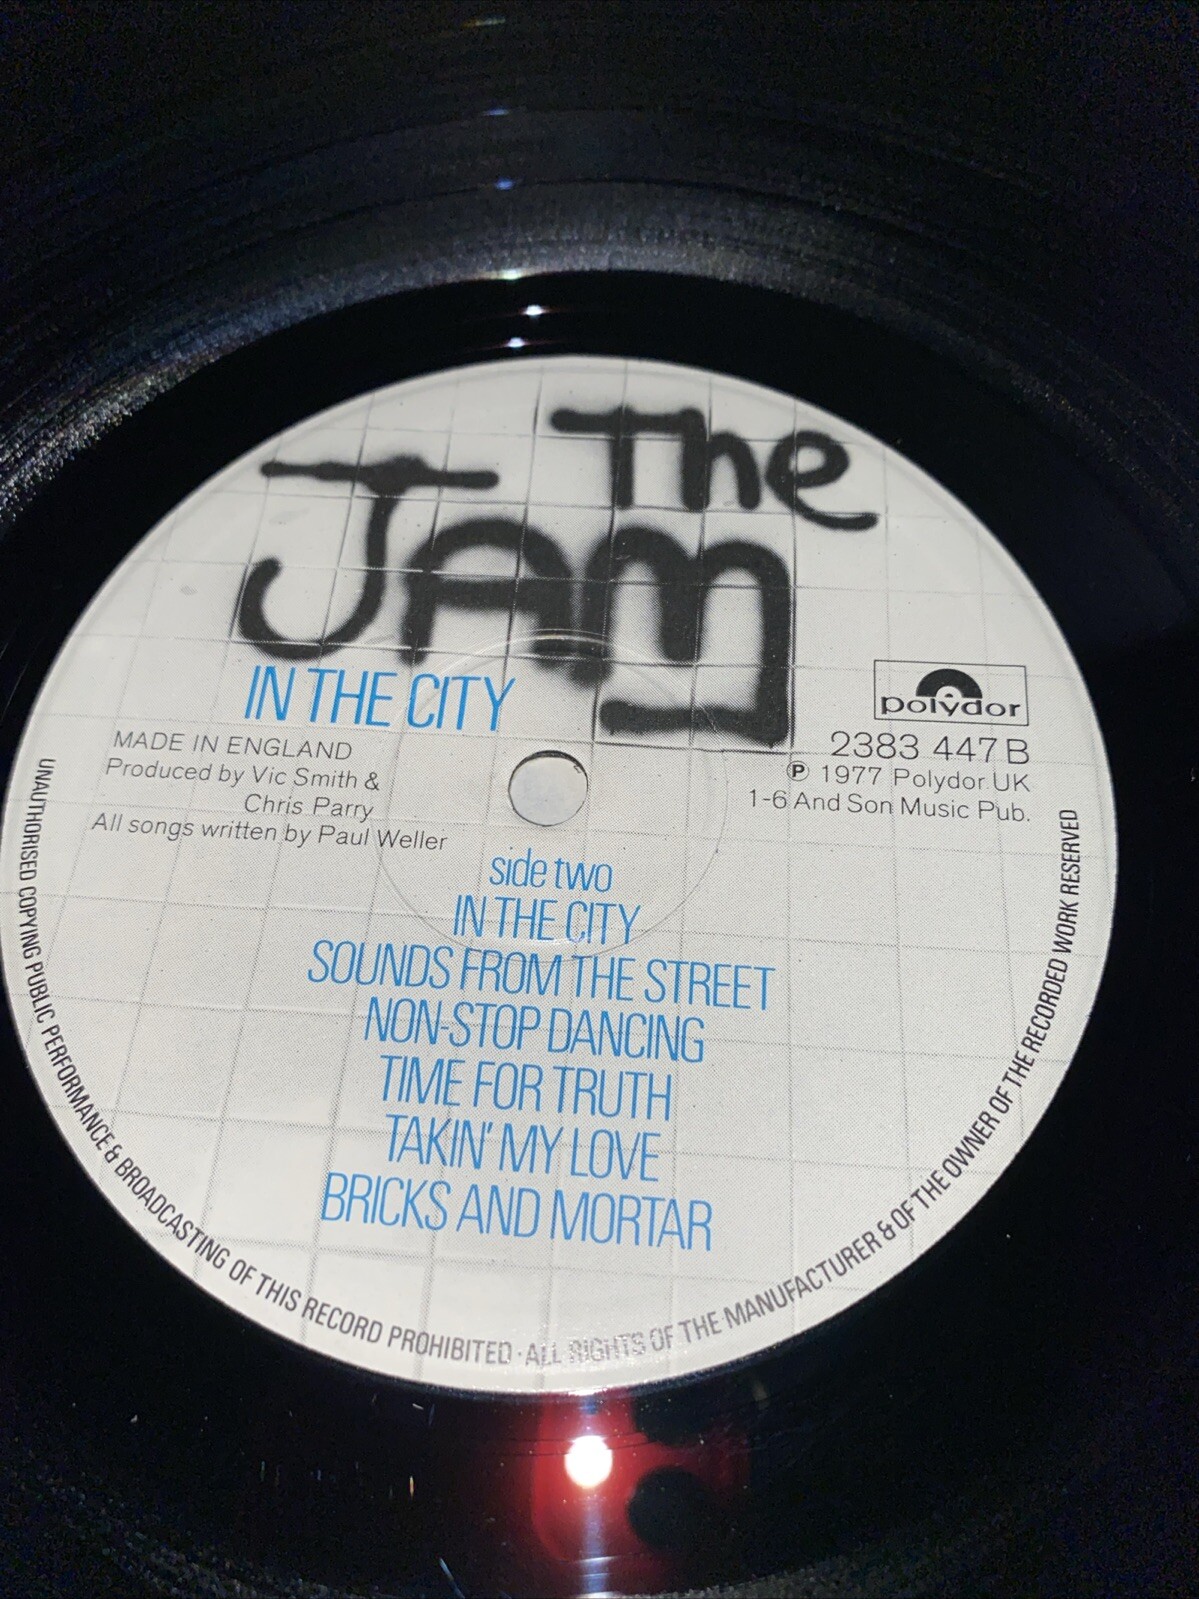 The
JAM
IN THE CITY
polydor
MADE IN ENGLAND
2383 447 B
Produced by Vic Smith &
Chris Parry
℗ 1977 Polydor UK
All songs written by Paul Weller
1-6 And Son Music Pub.
side two
IN THE CITY
SOUNDS FROM THE STREET
NON-STOP DANCING
TIME FOR TRUTH
TAKIN' MY LOVE
BRICKS AND MORTAR
UNAUTHORISED COPYING PUBLIC PERFORMANCE & BROADCASTING OF THIS RECORD PROHIBITED · ALL RIGHTS OF THE MANUFACTURER & OF THE OWNER OF THE RECORDED WORK RESERVED